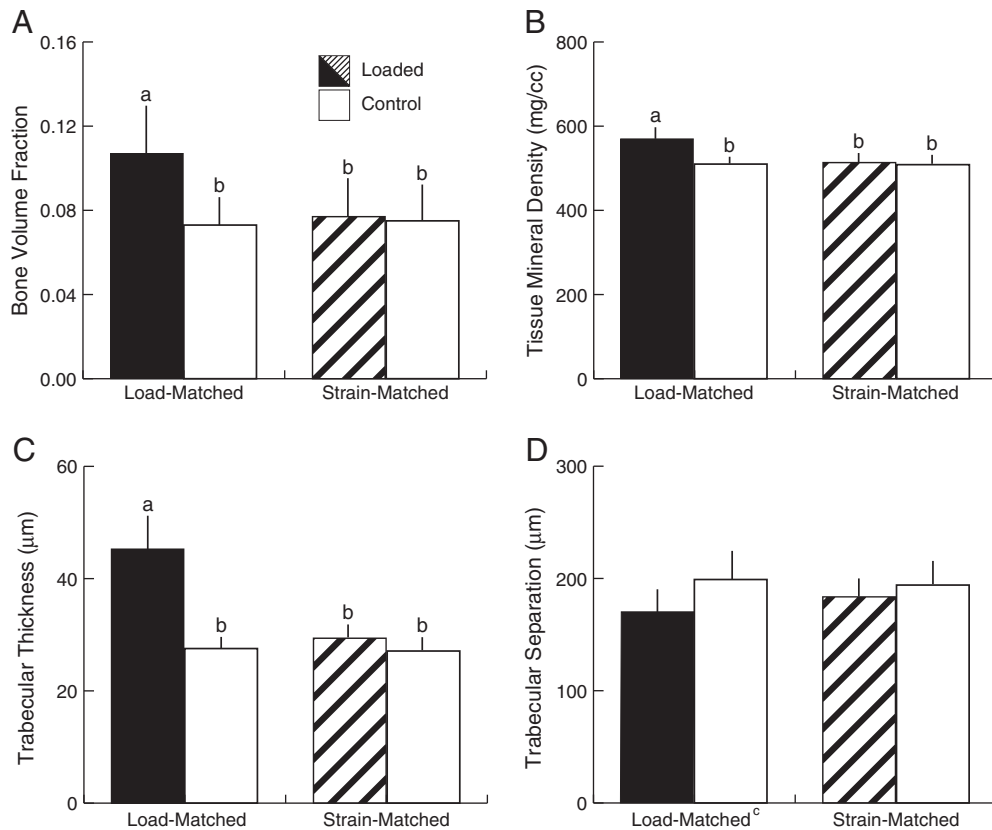 A
Bone Volume Fraction
0.16
0.12
0.08
0.04
0.00
a
b
b
b
Loaded
Control
Load-Matched
Strain-Matched
B
Tissue Mineral Density (mg/cc)
800
600
400
200
0
a
b
b
b
Load-Matched
Strain-Matched
C
Trabecular Thickness (μm)
60
40
20
0
a
b
b
b
Load-Matched
Strain-Matched
D
Trabecular Separation (μm)
300
200
100
0
Load-Matched c
Strain-Matched